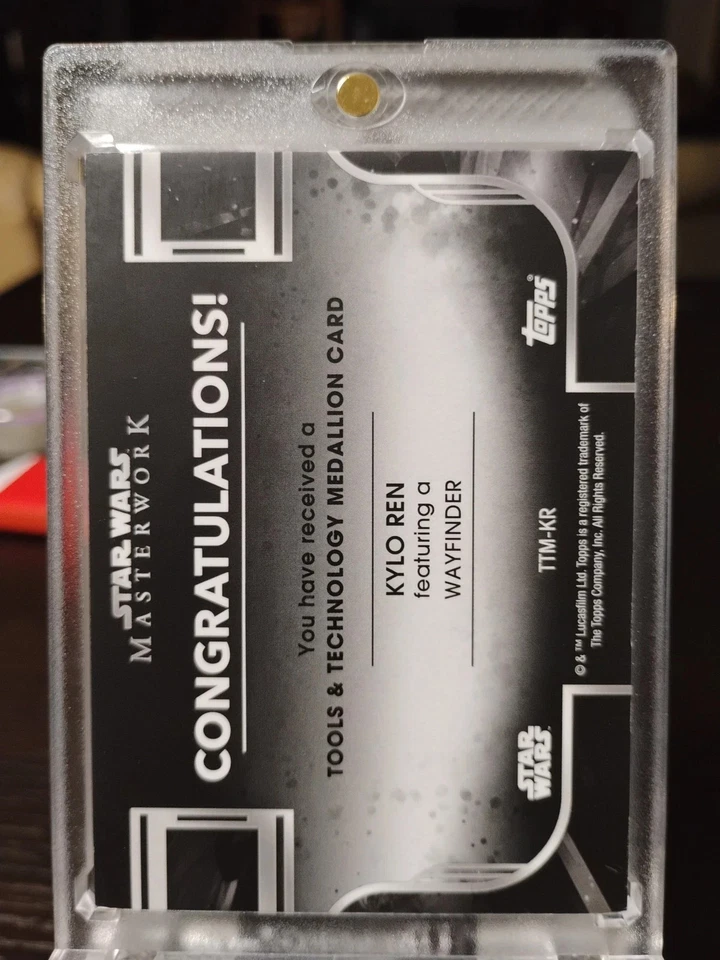 STAR WARS
MASTERWORK
CONGRATULATIONS!
You have received a
TOOLS & TECHNOLOGY MEDALLION CARD
KYLO REN
featuring a
WAYFINDER
STAR
WARS
TTM-KR
TOPPS®
© & ™ Lucasfilm Ltd. Topps is a registered trademark of
The Topps Company, Inc. All Rights Reserved.